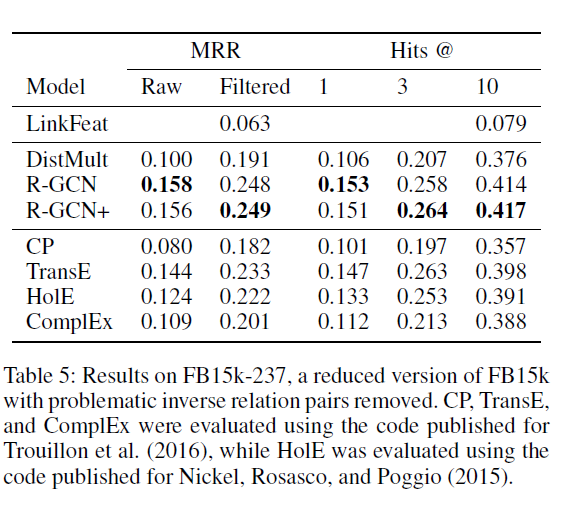 MRR Hits @
Model Raw Filtered 1 3 10
LinkFeat 0.063 0.079
DistMult 0.100 0.191 0.106 0.207 0.376
R-GCN 0.158 0.248 0.153 0.258 0.414
R-GCN+ 0.156 0.249 0.151 0.264 0.417
CP 0.080 0.182 0.101 0.197 0.357
TransE 0.144 0.233 0.147 0.263 0.398
HolE 0.124 0.222 0.133 0.253 0.391
ComplEx 0.109 0.201 0.112 0.213 0.388
Table 5: Results on FB15k-237, a reduced version of FB15k
with problematic inverse relation pairs removed. CP, TransE,
and ComplEx were evaluated using the code published for
Trouillon et al. (2016), while HolE was evaluated using the
code published for Nickel, Rosasco, and Poggio (2015).